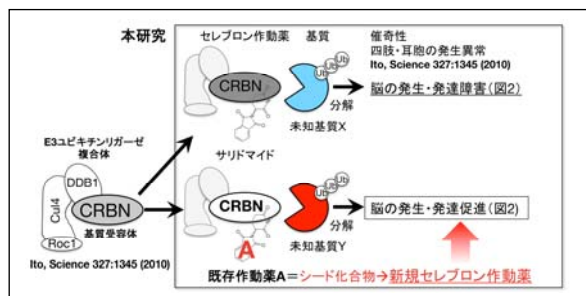 本研究
セレブロン作動薬
基質
催奇性
四肢・耳胞の発生異常
Ito, Science 327:1345 (2010)
Ub Ub Ub
CRBN
分解
脳の発生・発達障害(図2)
未知基質X
サリドマイド
E3ユビキチンリガーゼ
複合体
DDB1
Cul4
CRBN
Roc1
基質受容体
Ito, Science 327:1345 (2010)
Ub Ub Ub
CRBN
A
分解
脳の発生・発達促進(図2)
未知基質Y
既存作動薬A=シード化合物→新規セレブロン作動薬